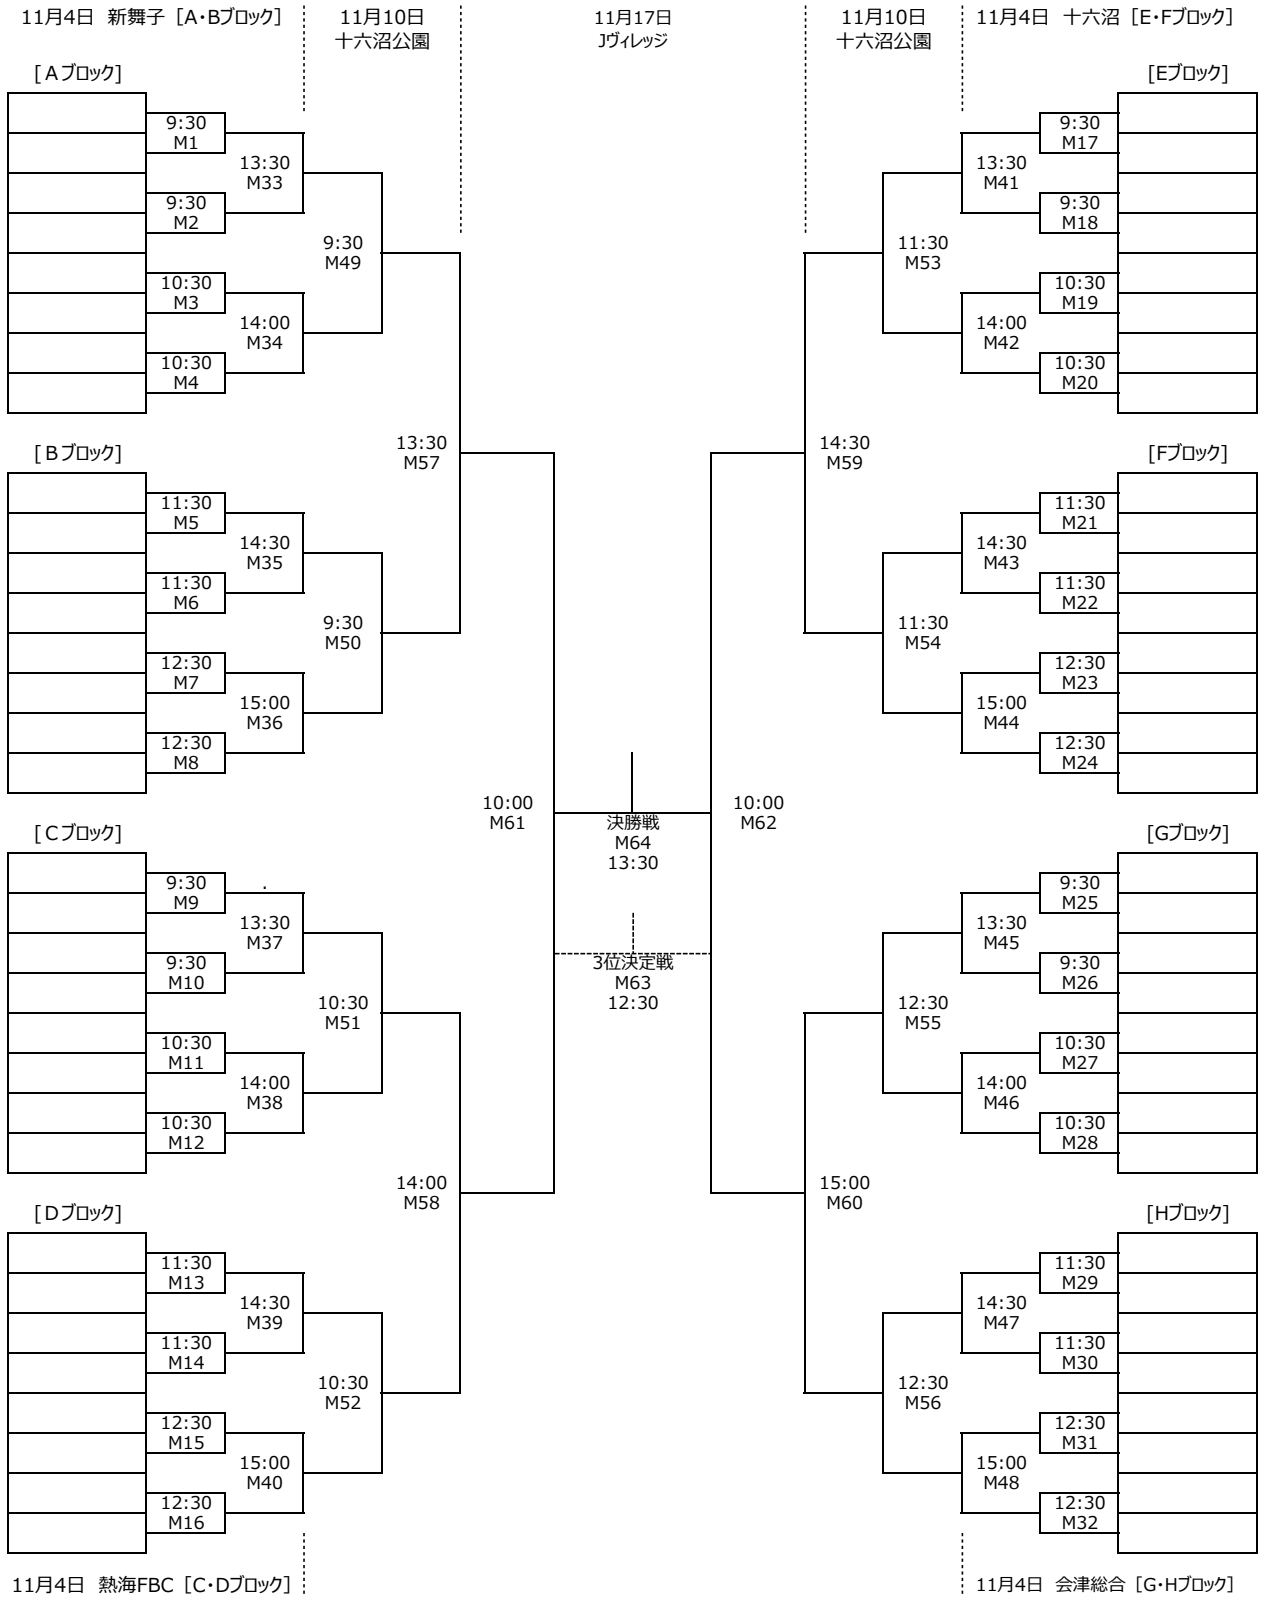 11月4日 新舞子［A・Bブロック］
11月10日
十六沼公園
11月17日
Jヴィレッジ
11月10日
十六沼公園
11月4日 十六沼［E・Fブロック］
［Aブロック］
9:30
M1
13:30
M33
9:30
M2
9:30
M49
10:30
M3
14:00
M34
10:30
M4
13:30
M57
［Bブロック］
11:30
M5
14:30
M35
11:30
M6
9:30
M50
12:30
M7
15:00
M36
12:30
M8
10:00
M61
［Cブロック］
9:30
M9
13:30
M37
9:30
M10
10:30
M51
10:30
M11
14:00
M38
10:30
M12
14:00
M58
［Dブロック］
11:30
M13
14:30
M39
11:30
M14
10:30
M52
12:30
M15
15:00
M40
12:30
M16
11月4日 熱海FBC［C・Dブロック］
決勝戦
M64
13:30
3位決定戦
M63
12:30
［Eブロック］
9:30
M17
13:30
M41
9:30
M18
11:30
M53
10:30
M19
14:00
M42
10:30
M20
14:30
M59
［Fブロック］
11:30
M21
14:30
M43
11:30
M22
11:30
M54
12:30
M23
15:00
M44
12:30
M24
10:00
M62
［Gブロック］
9:30
M25
13:30
M45
9:30
M26
12:30
M55
10:30
M27
14:00
M46
10:30
M28
15:00
M60
［Hブロック］
11:30
M29
14:30
M47
11:30
M30
12:30
M56
12:30
M31
15:00
M48
12:30
M32
11月4日 会津総合［G・Hブロック］